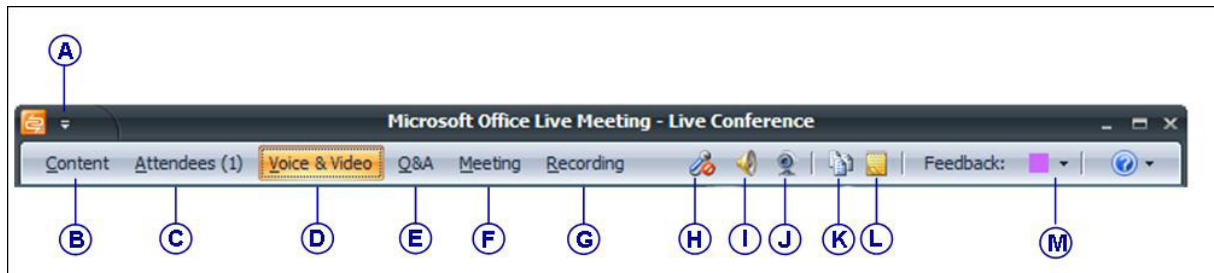 A
Microsoft Office Live Meeting - Live Conference
Content Attendees (1) Voice & Video Q&A Meeting Recording Feedback: ?
B C D E F G H I J K L M